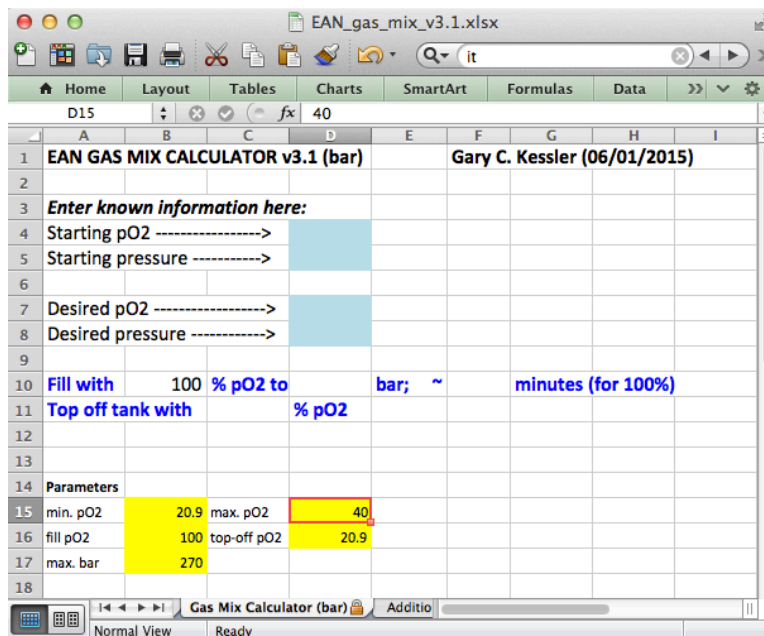 EAN_gas_mix_v3.1.xlsx
it
Home Layout Tables Charts SmartArt Formulas Data >>
D15 fx 40
A B C D E F G H I
1 EAN GAS MIX CALCULATOR v3.1 (bar) Gary C. Kessler (06/01/2015)
2
3 Enter known information here:
4 Starting pO2 ------------------>
5 Starting pressure ----------->
6
7 Desired pO2 ------------------->
8 Desired pressure ------------>
9
10 Fill with 100 % pO2 to bar; ~ minutes (for 100%)
11 Top off tank with % pO2
12
13
14 Parameters
15 min. pO2 20.9 max. pO2 40
16 fill pO2 100 top-off pO2 20.9
17 max. bar 270
18
Gas Mix Calculator (bar) Additio
Normal View Ready